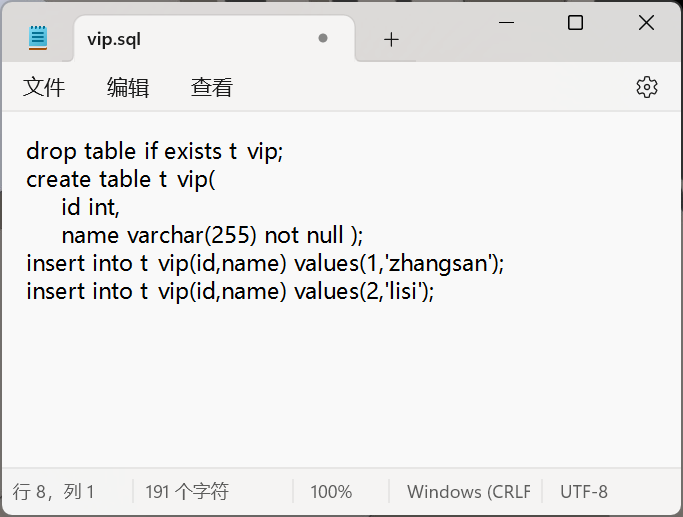 vip.sql
文件 编辑 查看
drop table if exists t vip;
create table t vip(
id int,
name varchar(255) not null );
insert into t vip(id,name) values(1,'zhangsan');
insert into t vip(id,name) values(2,'lisi');
行 8，列 1 191 个字符 100% Windows (CRLF UTF-8